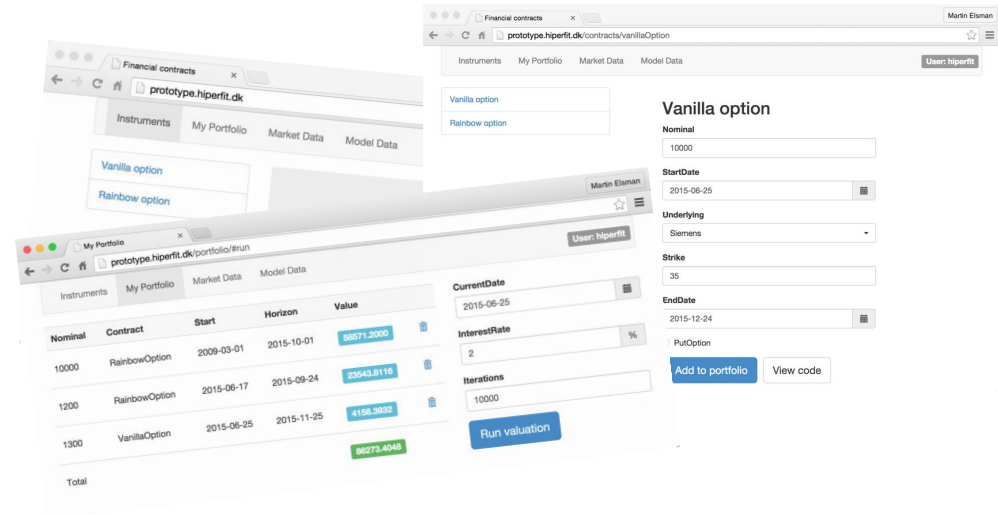 Financial contracts
prototype.hiperfit.dk
Instruments My Portfolio Market Data Model Data
Vanilla option
Rainbow option
Financial contracts
Martin Elsman
prototype.hiperfit.dk/contracts/vanillaOption
Instruments My Portfolio Market Data Model Data User: hiperfit
Vanilla option
Rainbow option
Vanilla option
Nominal
10000
StartDate
2015-06-25
Underlying
Siemens
Strike
35
EndDate
2015-12-24
PutOption
Add to portfolio View code
My Portfolio
Martin Elsman
prototype.hiperfit.dk/portfolio/#run
Instruments My Portfolio Market Data Model Data User: hiperfit
Nominal Contract Start Horizon Value
10000 RainbowOption 2009-03-01 2015-10-01 58571.2000
1200 RainbowOption 2015-06-17 2015-09-24 23543.8116
1300 VanillaOption 2015-06-25 2015-11-25 4158.3932
Total 86273.4048
CurrentDate
2015-06-25
InterestRate
2 %
Iterations
10000
Run valuation